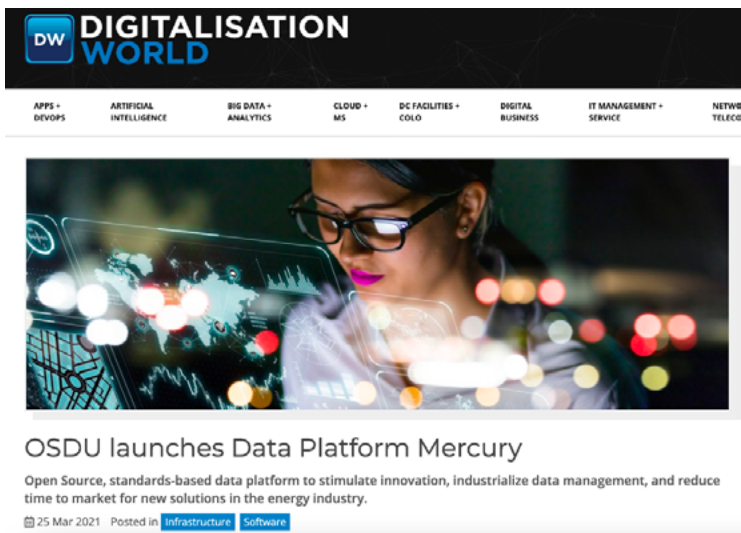 DW DIGITALISATION
WORLD
APPS +
DEVOPS
ARTIFICIAL
INTELLIGENCE
BIG DATA +
ANALYTICS
CLOUD +
MS
DC FACILITIES +
COLO
DIGITAL
BUSINESS
IT MANAGEMENT +
SERVICE
NETWO
TELECO
OSDU launches Data Platform Mercury
Open Source, standards-based data platform to stimulate innovation, industrialize data management, and reduce
time to market for new solutions in the energy industry.
25 Mar 2021 Posted in Infrastructure Software